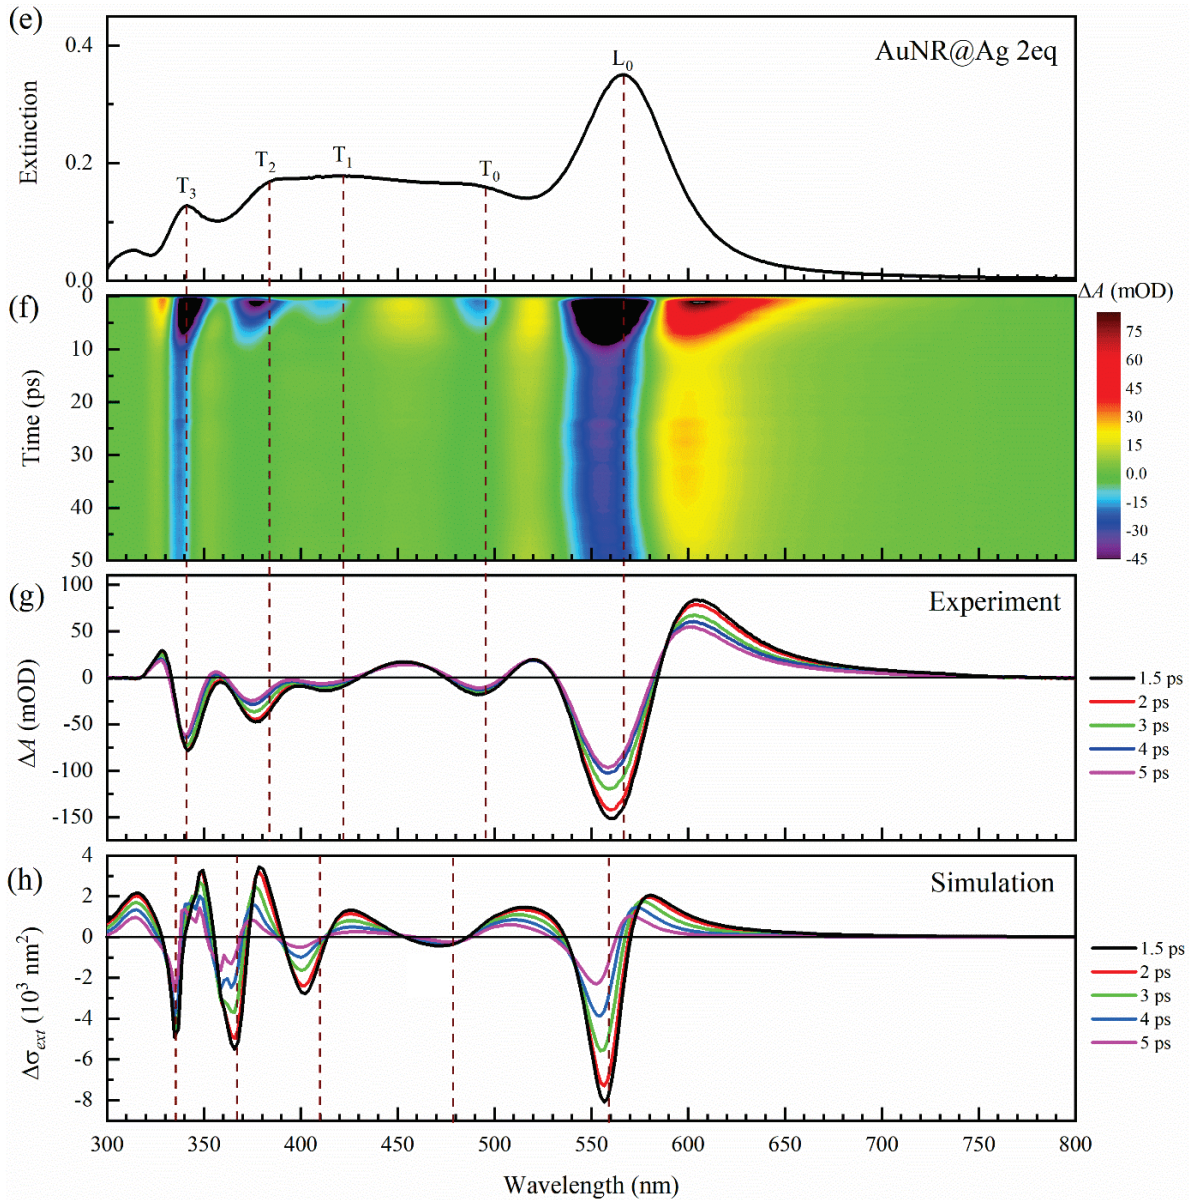 (e)
AuNR@Ag 2eq
L0
T3
T2
T1
T0
Extinction
0.4
0.2
0.0
(f)
ΔA (mOD)
75
60
45
30
15
0.0
-15
-30
-45
Time (ps)
0
10
20
30
40
50
(g)
Experiment
ΔA (mOD)
100
50
0
-50
-100
-150
1.5 ps
2 ps
3 ps
4 ps
5 ps
(h)
Simulation
Δσext (10³ nm²)
4
2
0
-2
-4
-6
-8
1.5 ps
2 ps
3 ps
4 ps
5 ps
300 350 400 450 500 550 600 650 700 750 800
Wavelength (nm)